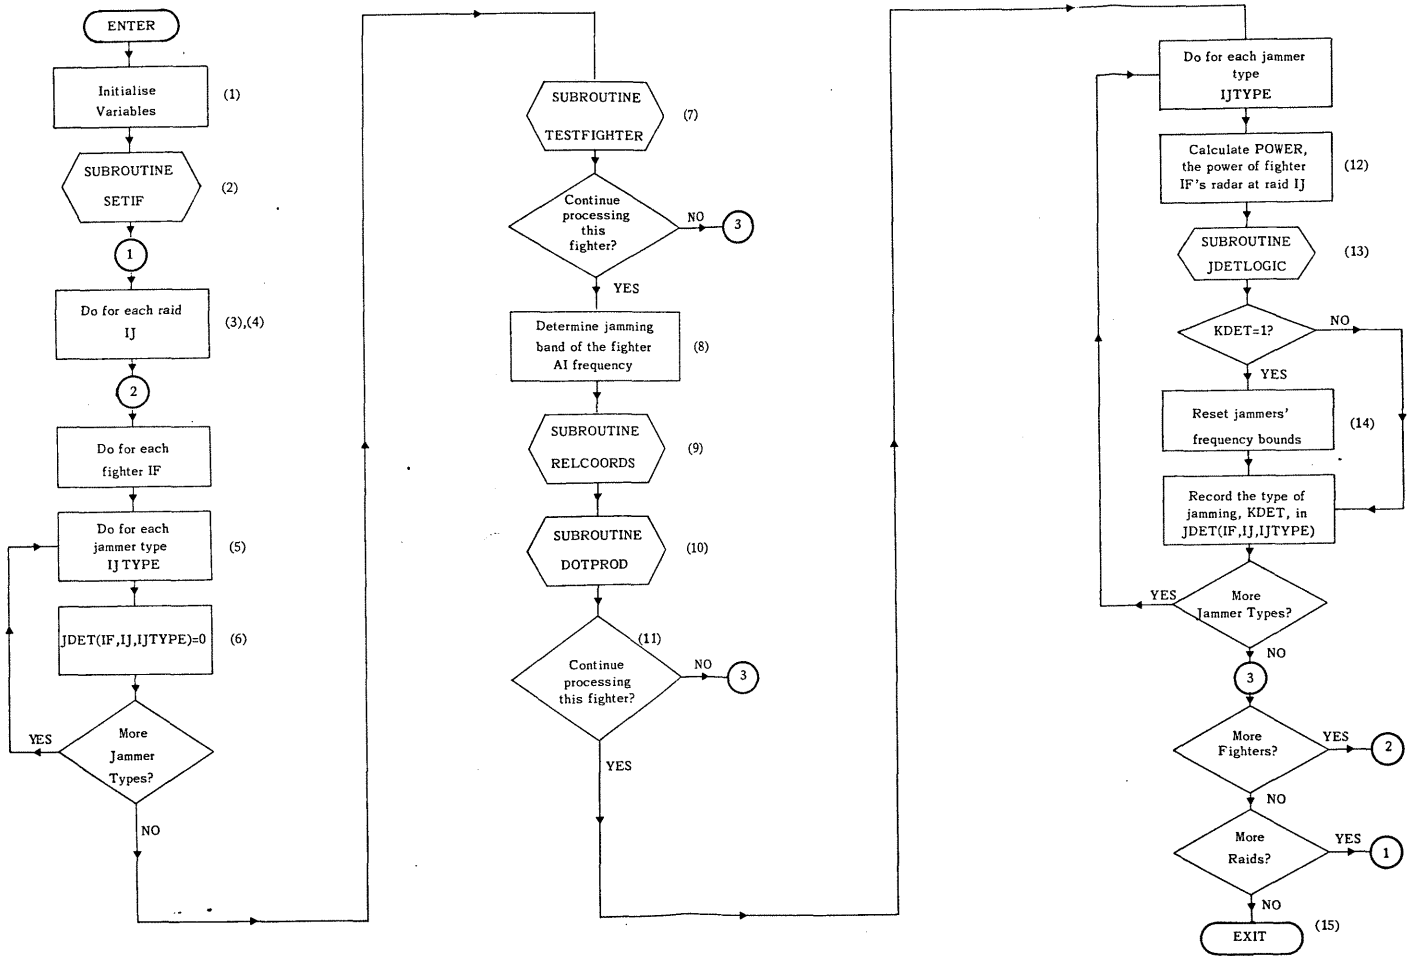 ENTER
Initialise
Variables
(1)
SUBROUTINE
SETIF
(2)
1
Do for each raid
IJ
(3),(4)
2
Do for each
fighter IF
Do for each
jammer type
IJTYPE
(5)
JDET(IF,IJ,IJTYPE)=0
(6)
More
Jammer
Types?
YES
NO
SUBROUTINE
TESTFIGHTER
(7)
Continue
processing
this
fighter?
NO
3
YES
Determine jamming
band of the fighter
AI frequency
(8)
SUBROUTINE
RELCOORDS
(9)
SUBROUTINE
DOTPROD
(10)
(11)
Continue
processing
this fighter?
NO
3
YES
Do for each jammer
type
IJTYPE
Calculate POWER,
the power of fighter
IF's radar at raid IJ
(12)
SUBROUTINE
JDETLOGIC
(13)
KDET=1?
NO
YES
Reset jammers'
frequency bounds
(14)
Record the type of
jamming, KDET, in
JDET(IF,IJ,IJTYPE)
More
Jammer Types?
YES
NO
3
More
Fighters?
YES
2
NO
More
Raids?
YES
1
NO
EXIT
(15)